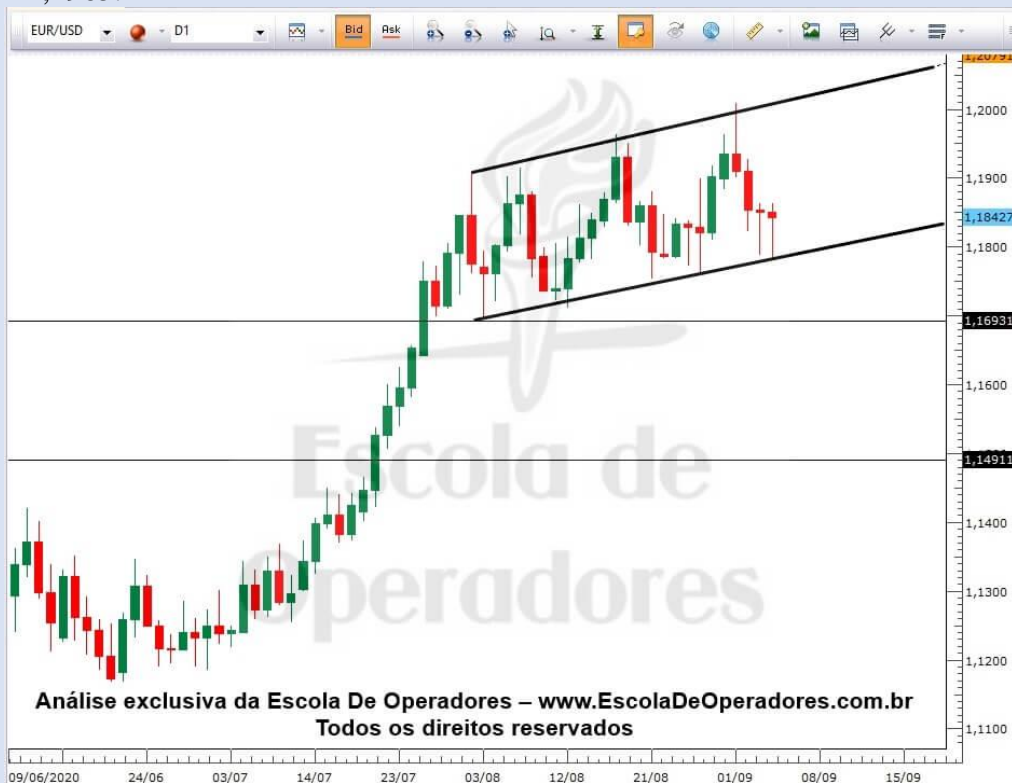 EUR/USD D1 Bid Ask
1,20791
1,2000
1,1900
1,18427
1,1800
1,16931
1,1600
1,14911
1,1400
1,1300
1,1200
1,1100
Escola de
Operadores
Análise exclusiva da Escola De Operadores – www.EscolaDeOperadores.com.br
Todos os direitos reservados
09/06/2020 24/06 03/07 14/07 23/07 03/08 12/08 21/08 01/09 08/09 15/09